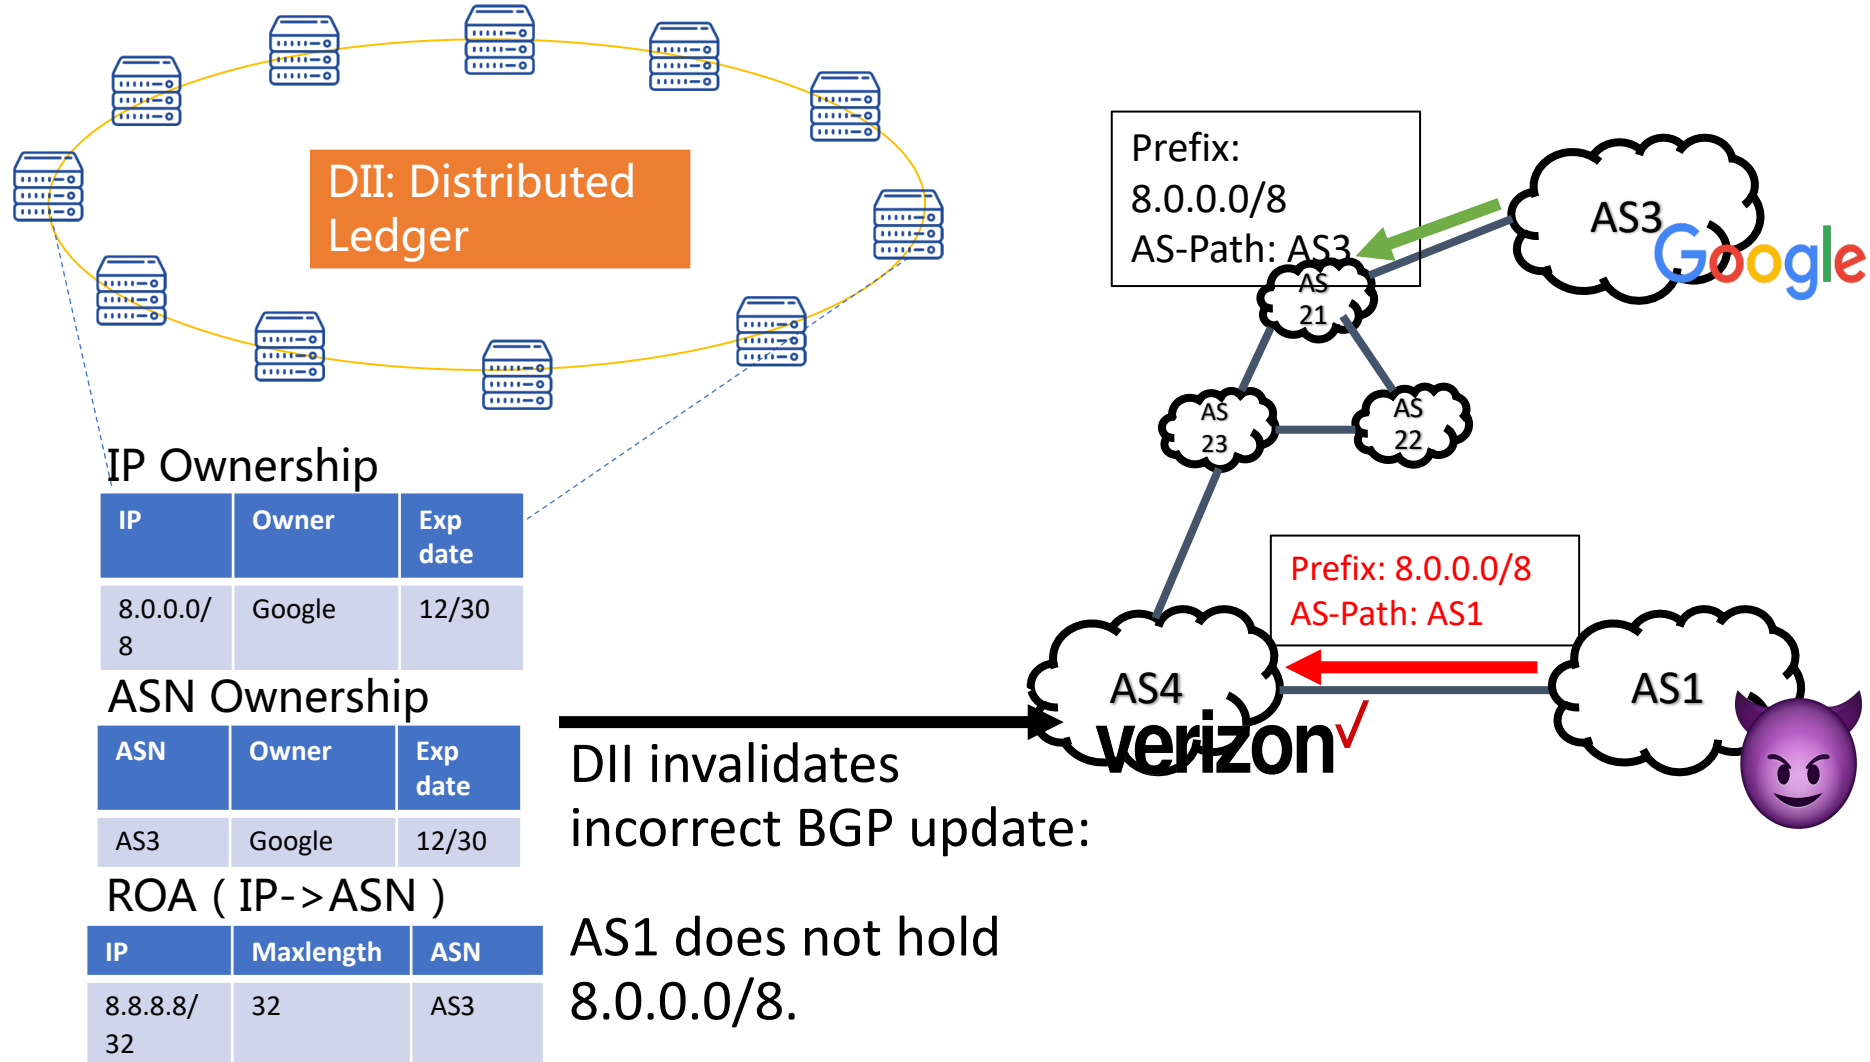 DII: Distributed
Ledger
IP Ownership
IP Owner Exp
date
8.0.0.0/ Google 12/30
8
ASN Ownership
ASN Owner Exp
date
AS3 Google 12/30
ROA ( IP->ASN )
IP Maxlength ASN
8.8.8.8/ 32 AS3
32
DII invalidates
incorrect BGP update:
AS1 does not hold
8.0.0.0/8.
Prefix:
8.0.0.0/8
AS-Path: AS3
AS3
Google
AS
21
AS
23
AS
22
Prefix: 8.0.0.0/8
AS-Path: AS1
AS4
verizon✓
AS1